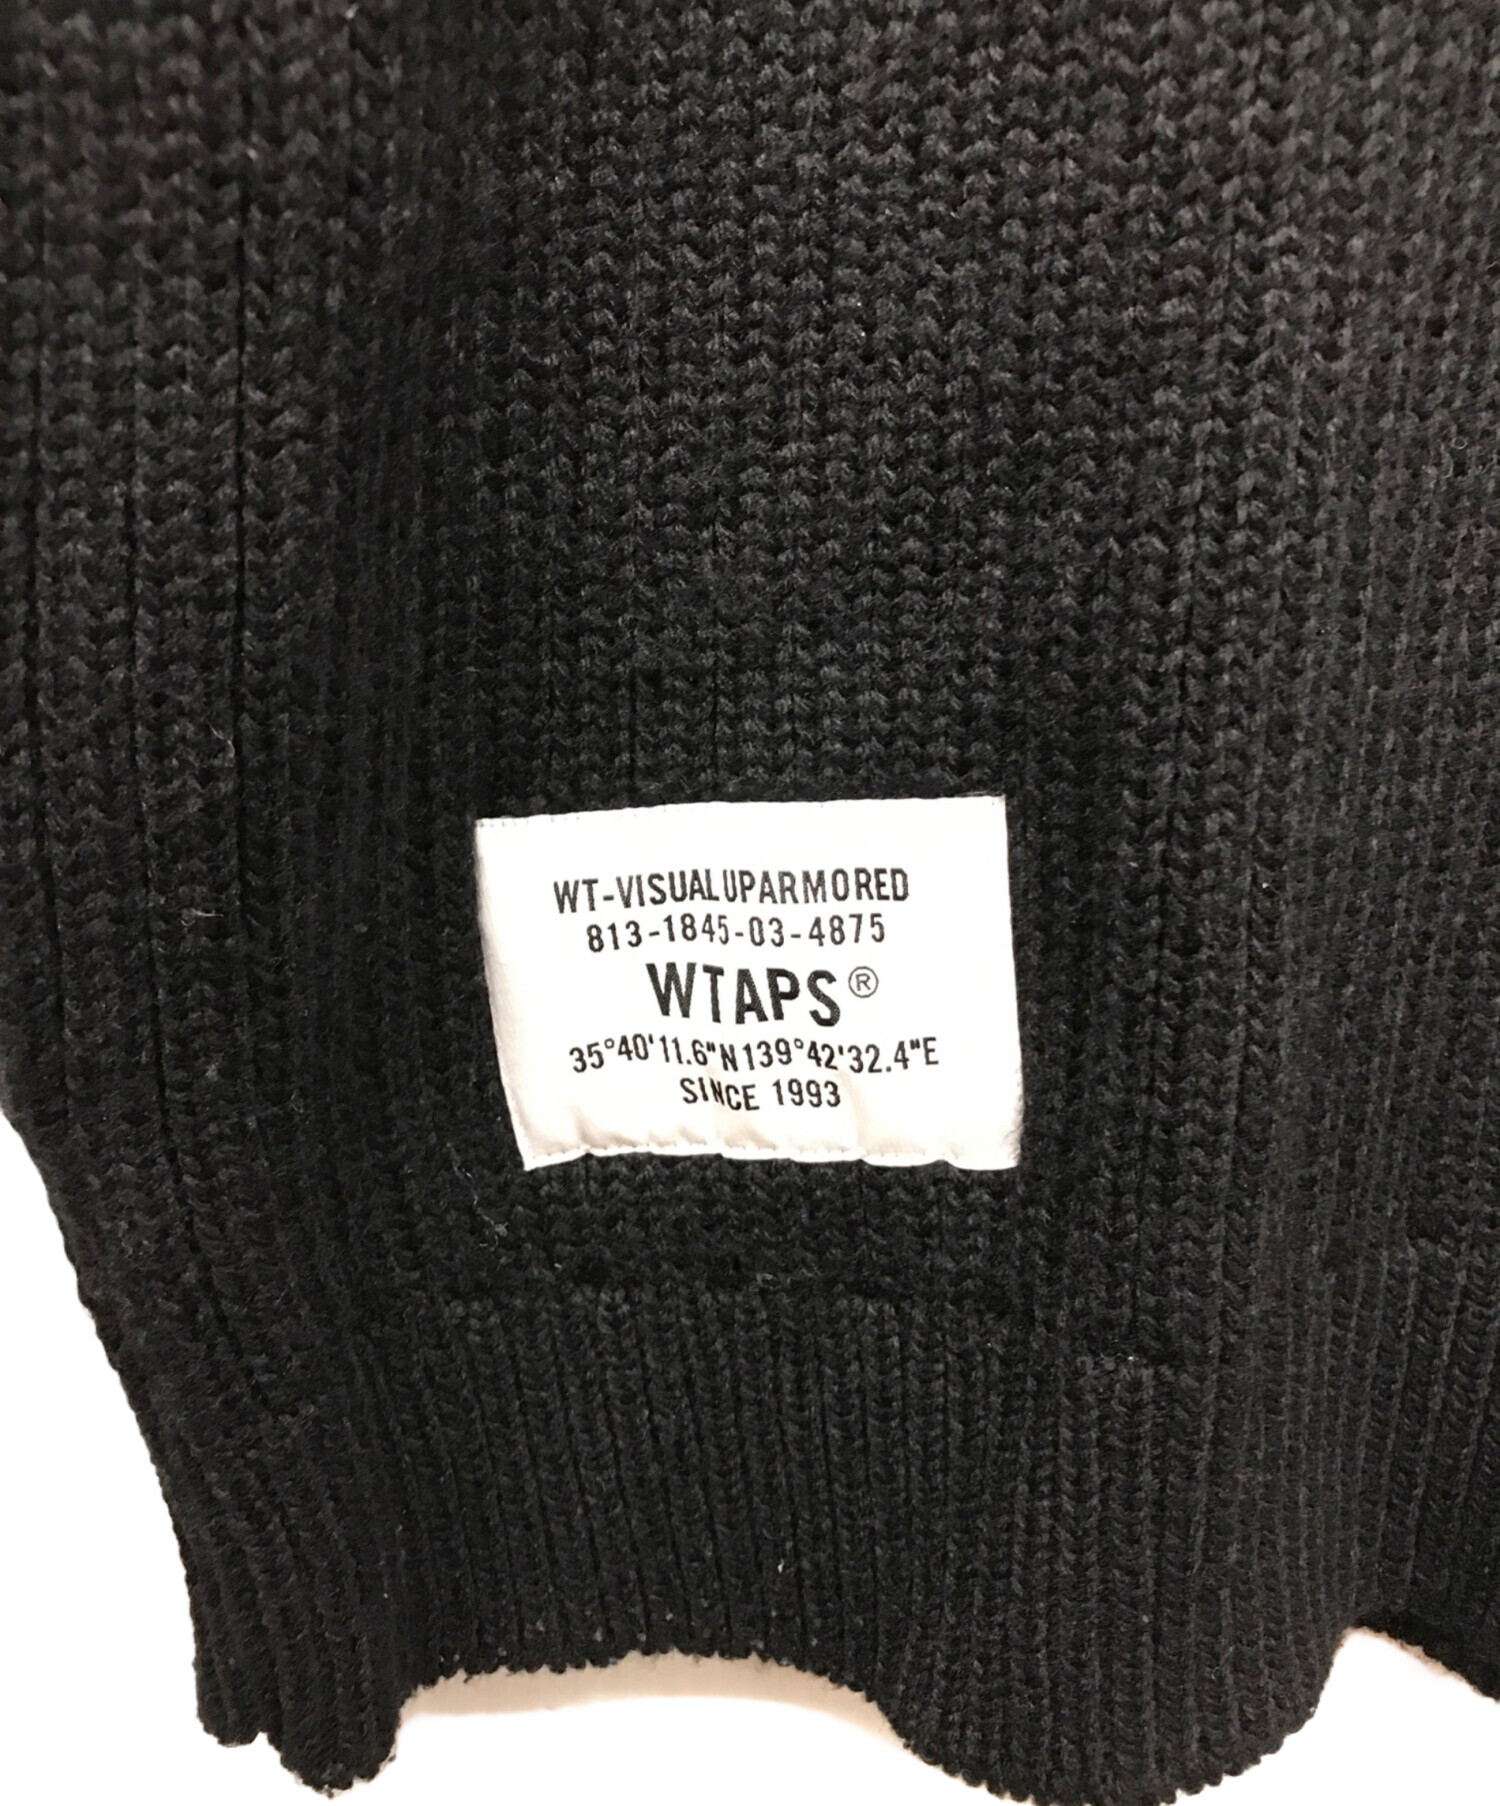 WT-VISUALUPARMORED
813-1845-03-4875
WTAPS®
35°40'11.6"N139°42'32.4"E
SINCE 1993